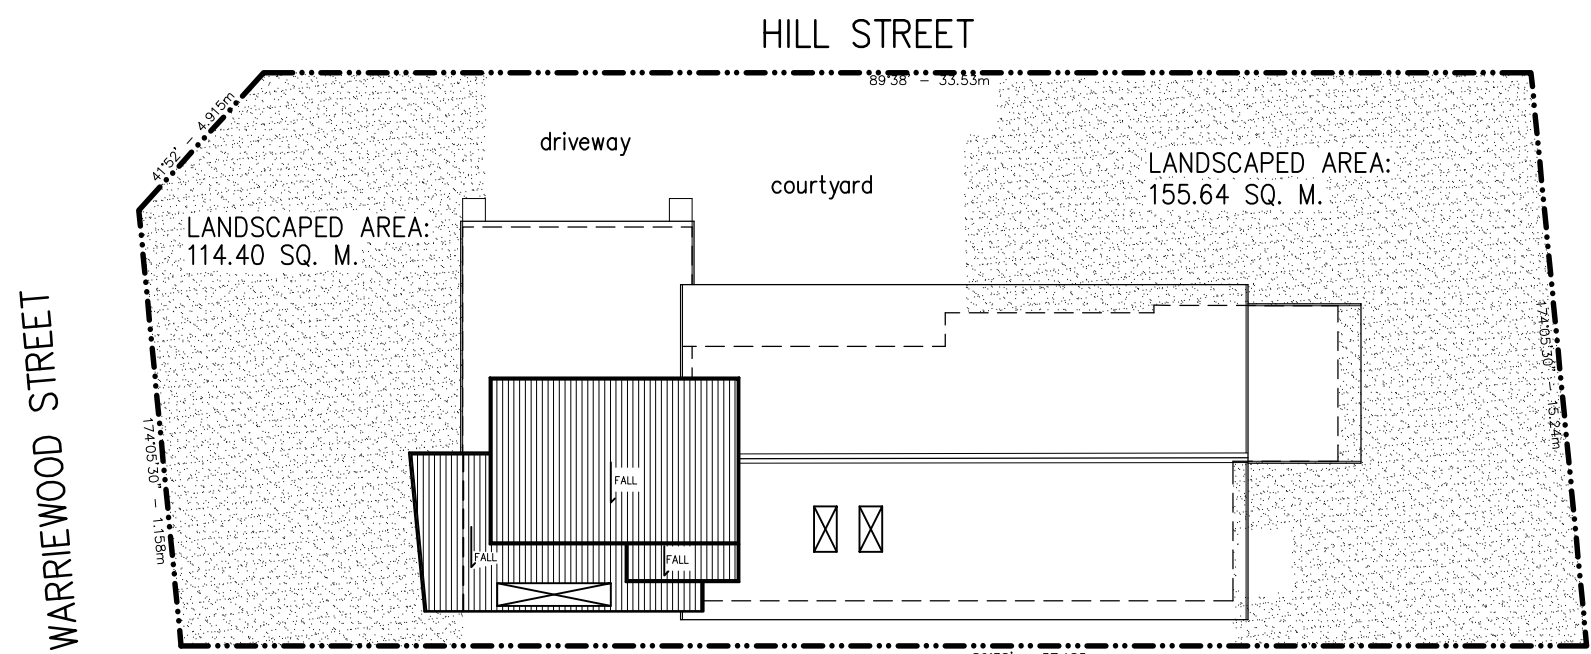 HILL STREET
89°38' - 33.53m
41°52' - 4.915m
driveway
courtyard
LANDSCAPED AREA:
155.64 SQ. M.
LANDSCAPED AREA:
114.40 SQ. M.
WARRIEWOOD STREET
174°05'30" - 1.158m
174°05'30" - 15.24m
FALL
FALL
FALL